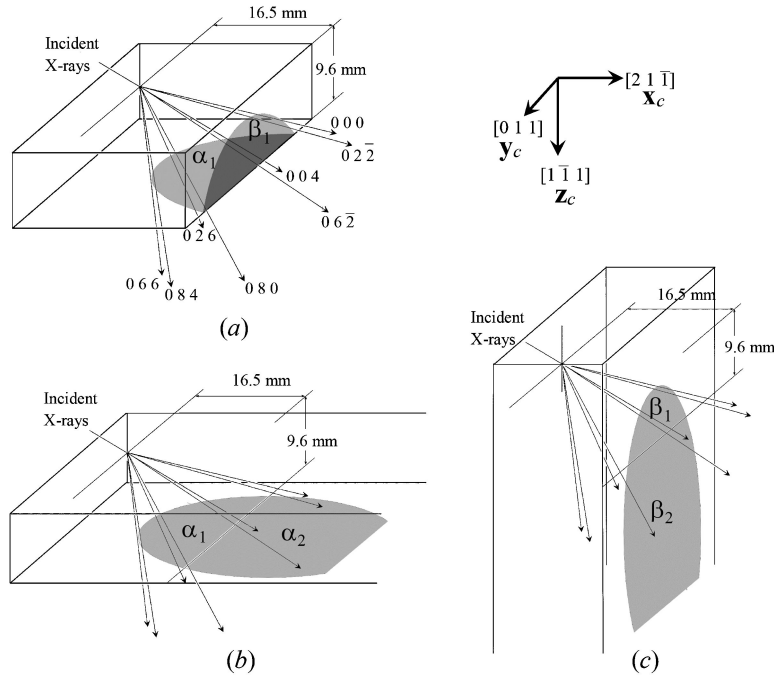 16.5 mm
Incident
X-rays
9.6 mm
β₁
α₁
0 0 0
0 2 2̅
0 0 4
0 6 2̅
0 2 6
0 6 6
0 8 4
0 8 0
(a)
[2 1 1̅]
x_c
[0 1 1]
y_c
[1 1̅ 1]
z_c
Incident
X-rays
16.5 mm
9.6 mm
α₁
α₂
(b)
16.5 mm
Incident
X-rays
9.6 mm
β₁
β₂
(c)